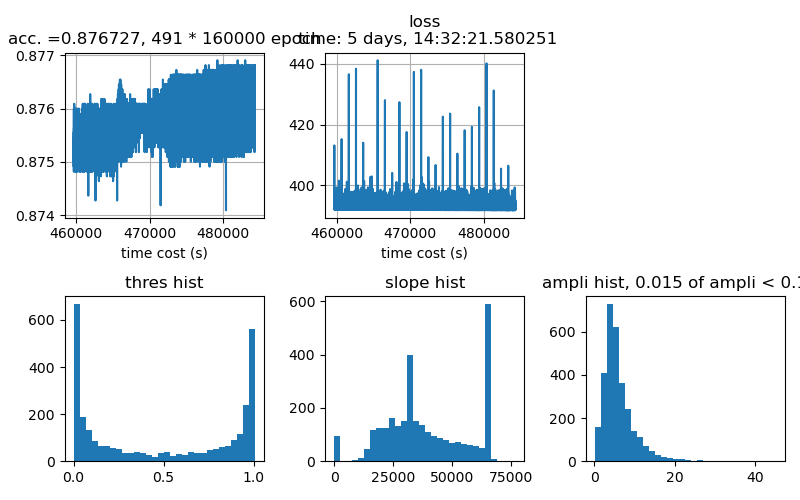 acc. =0.876727, 491 * 160000 epoch
loss
time: 5 days, 14:32:21.580251
0.877
0.876
0.875
0.874
460000 470000 480000
time cost (s)
440
420
400
460000 470000 480000
time cost (s)
thres hist
600
400
200
0
0.0 0.5 1.0
slope hist
600
400
200
0
0 25000 50000 75000
ampli hist, 0.015 of ampli < 0.1
600
400
200
0
0 20 40